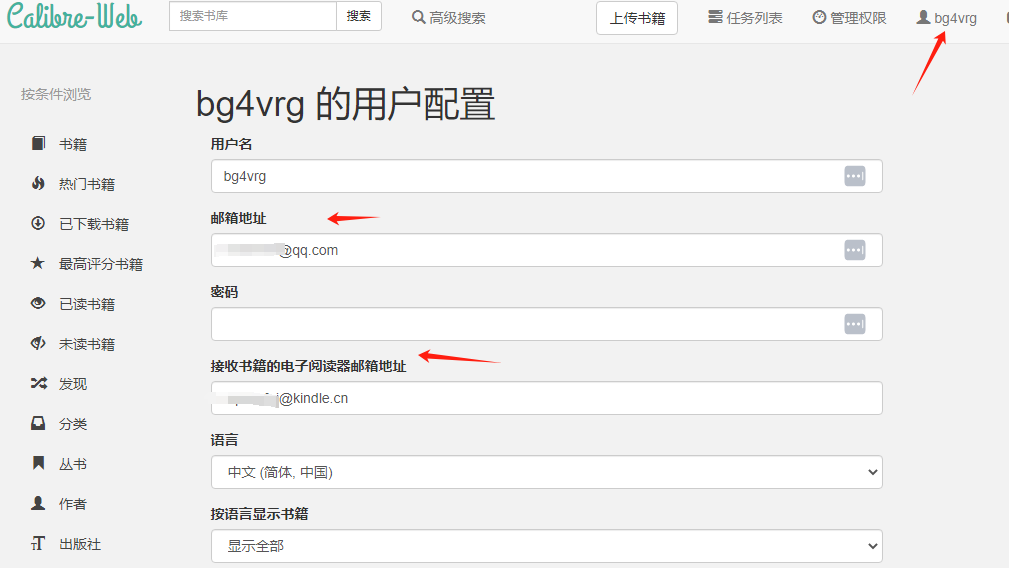 Calibre-Web
搜索书库
搜索
高级搜索
上传书籍
任务列表
管理权限
bg4vrg
按条件浏览
书籍
热门书籍
已下载书籍
最高评分书籍
已读书籍
未读书籍
发现
分类
丛书
作者
出版社
bg4vrg 的用户配置
用户名
bg4vrg
邮箱地址
@qq.com
密码
接收书籍的电子阅读器邮箱地址
@kindle.cn
语言
中文 (简体, 中国)
按语言显示书籍
显示全部